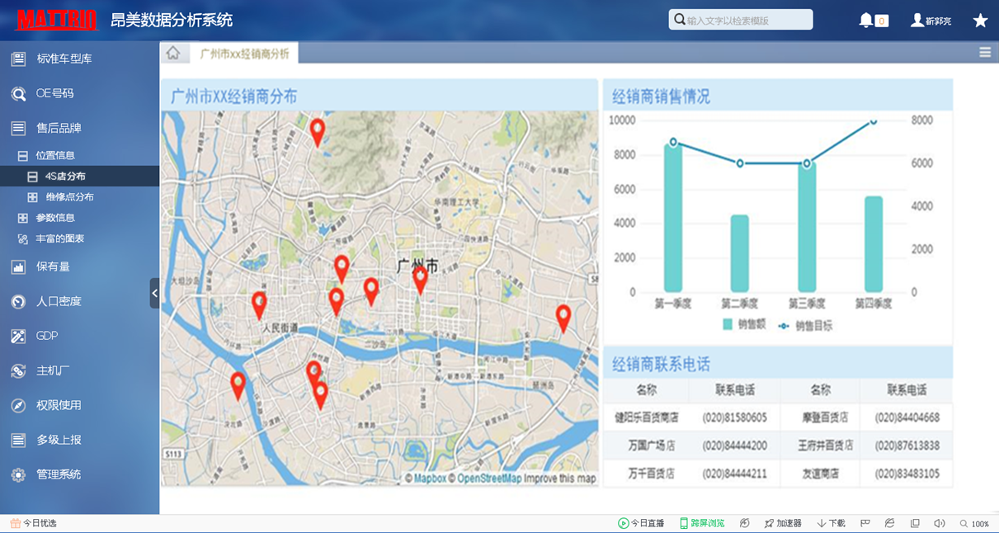 MATTRIO 昂美数据分析系统
输入文字以检索模版
0
靳郭亮
标准车型库
OE号码
售后品牌
位置信息
4S店分布
维修点分布
参数信息
丰富的图表
保有量
人口密度
GDP
主机厂
权限使用
多级上报
管理系统
广州市xx经销商分析
广州市XX经销商分布
华南理工大学
广州市
大坦沙岛
人民街道
二沙岛
琶洲岛
S113
© Mapbox © OpenStreetMap Improve this map
经销商销售情况
10000 8000
8000 6000
6000
4000 4000
2000 2000
0 0
第一季度 第二季度 第三季度 第四季度
销售额 销售目标
经销商联系电话
名称 联系电话 名称 联系电话
健阳乐百货商店 (020)81580605 摩登百货店 (020)84404668
万国广场店 (020)84444200 王府井百货店 (020)87613838
万千百货店 (020)84444211 友谊商店 (020)83483105
今日优选
今日直播 跨屏浏览 加速器 下载 100%